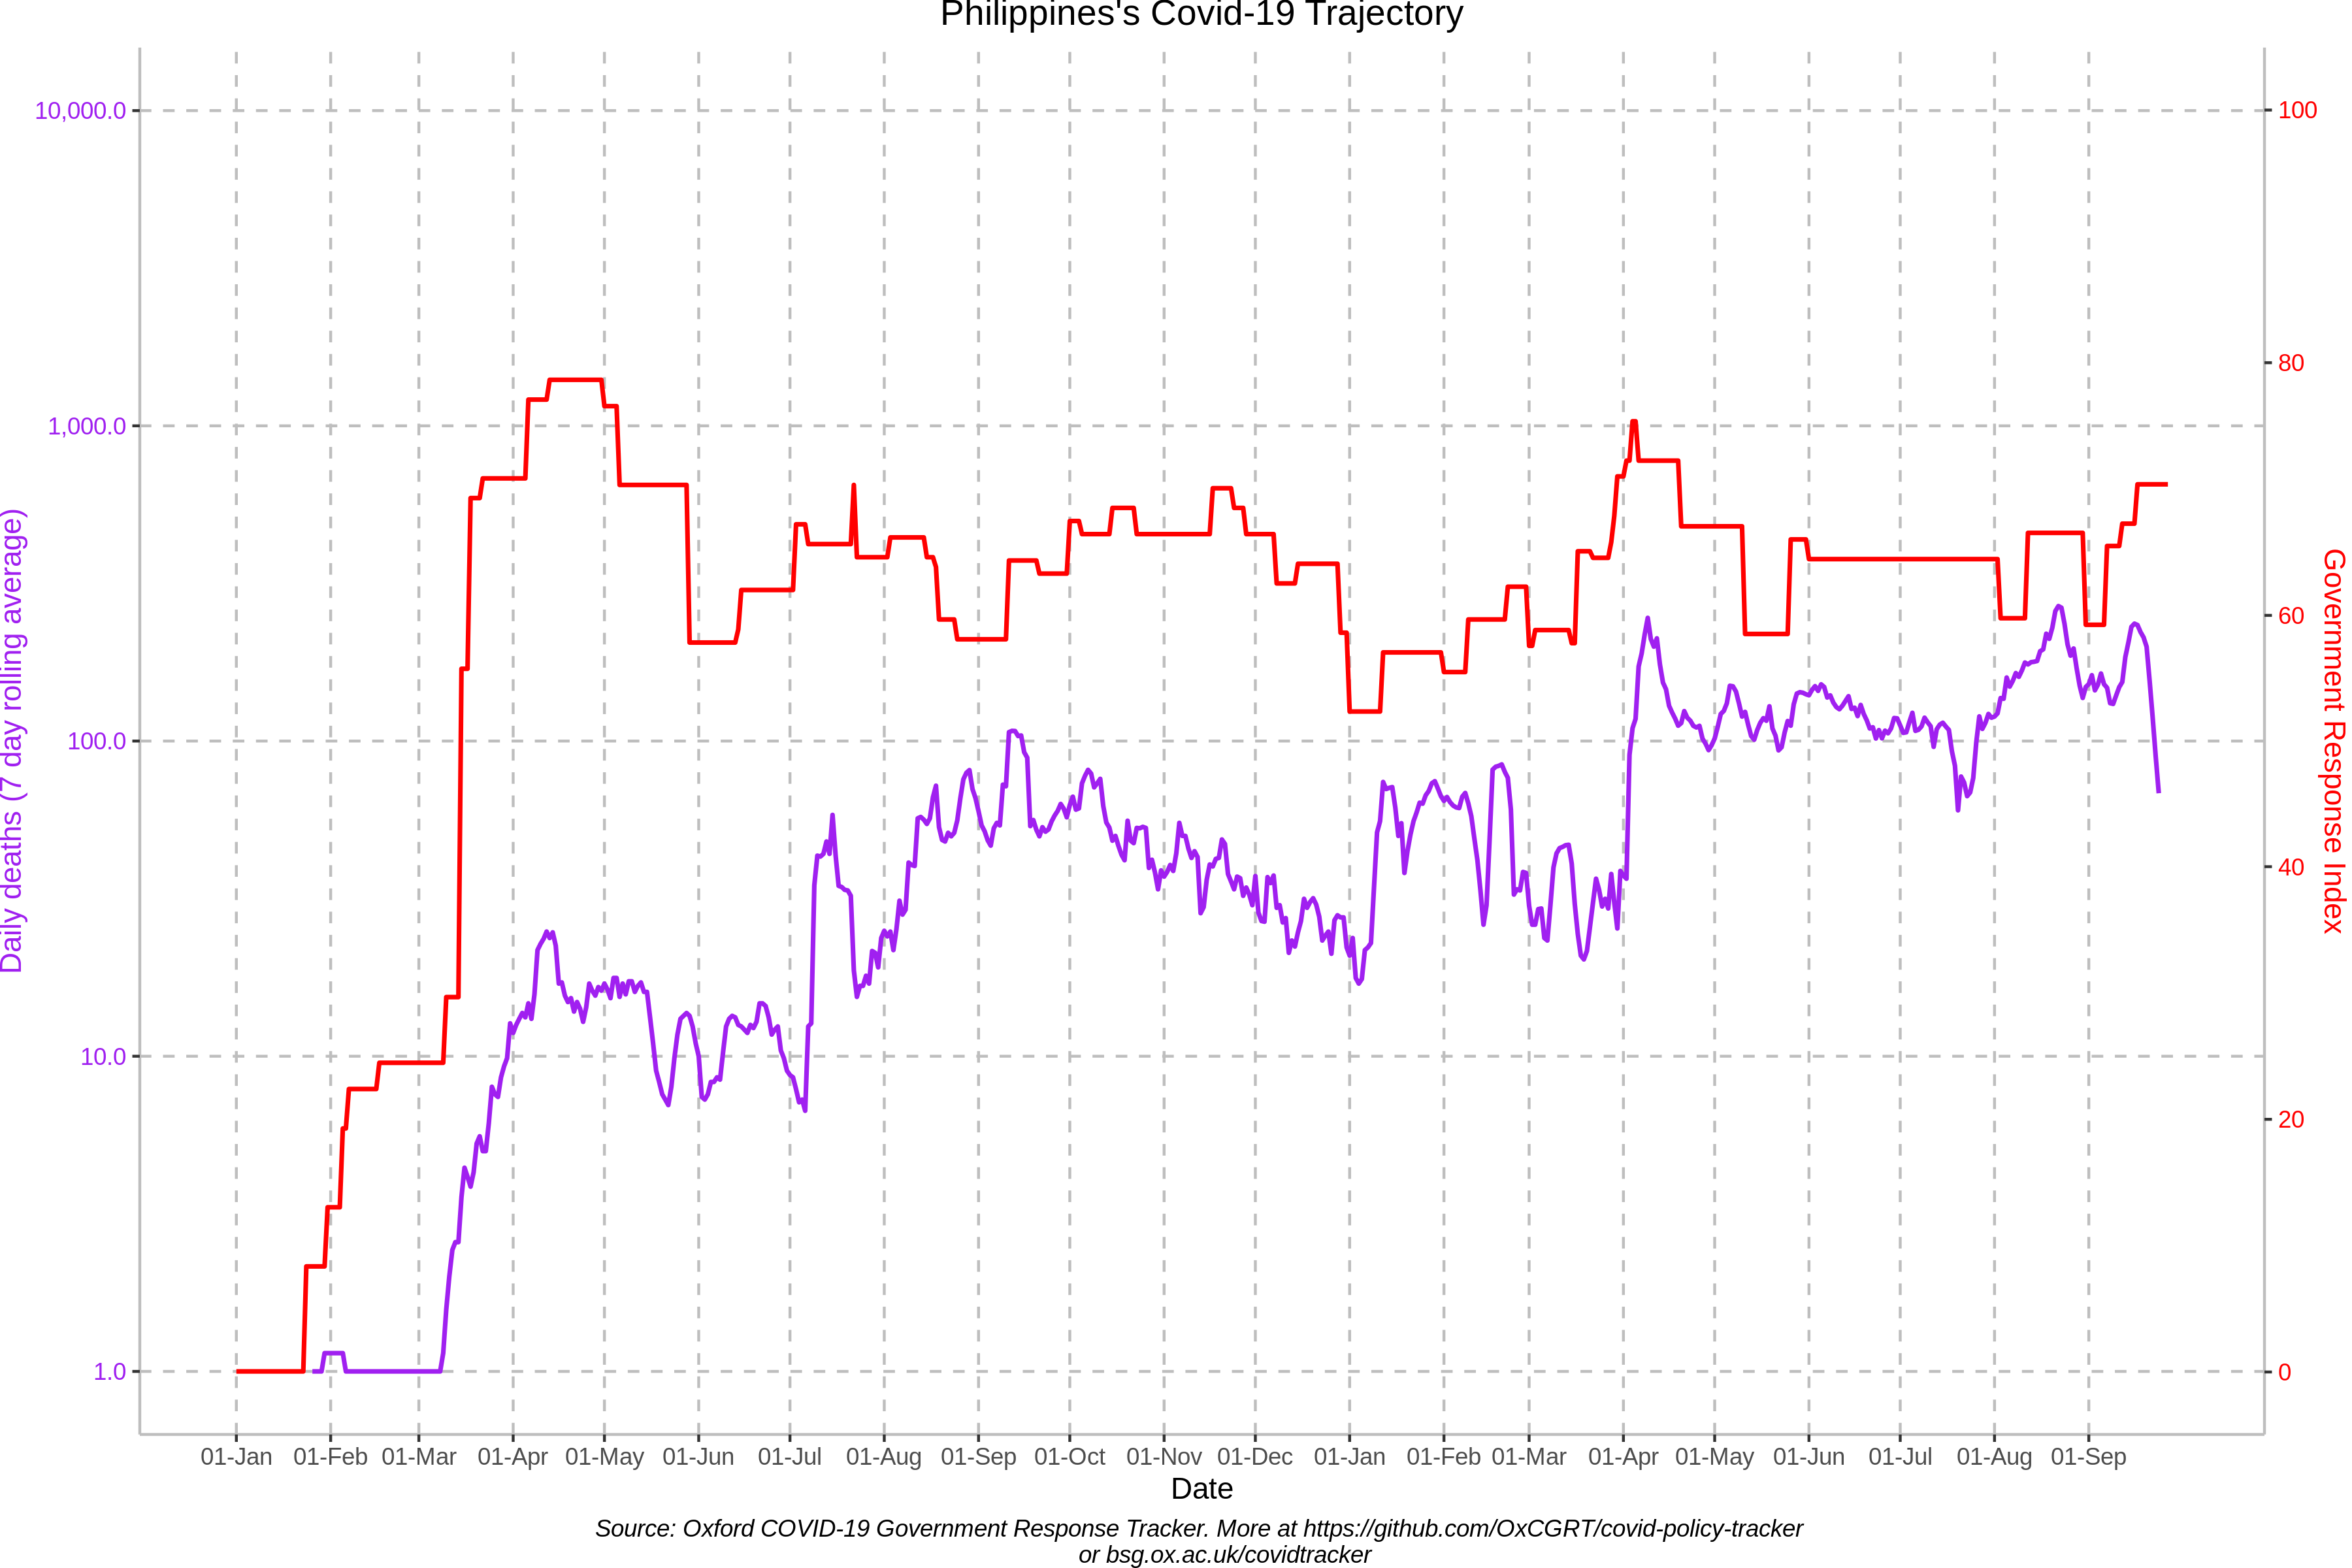 Philippines's Covid-19 Trajectory
10,000.0
1,000.0
100.0
10.0
1.0
Daily deaths (7 day rolling average)
100
80
60
40
20
0
Government Response Index
01-Jan 01-Feb 01-Mar 01-Apr 01-May 01-Jun 01-Jul 01-Aug 01-Sep 01-Oct 01-Nov 01-Dec 01-Jan 01-Feb 01-Mar 01-Apr 01-May 01-Jun 01-Jul 01-Aug 01-Sep
Date
Source: Oxford COVID-19 Government Response Tracker. More at https://github.com/OxCGRT/covid-policy-tracker
or bsg.ox.ac.uk/covidtracker